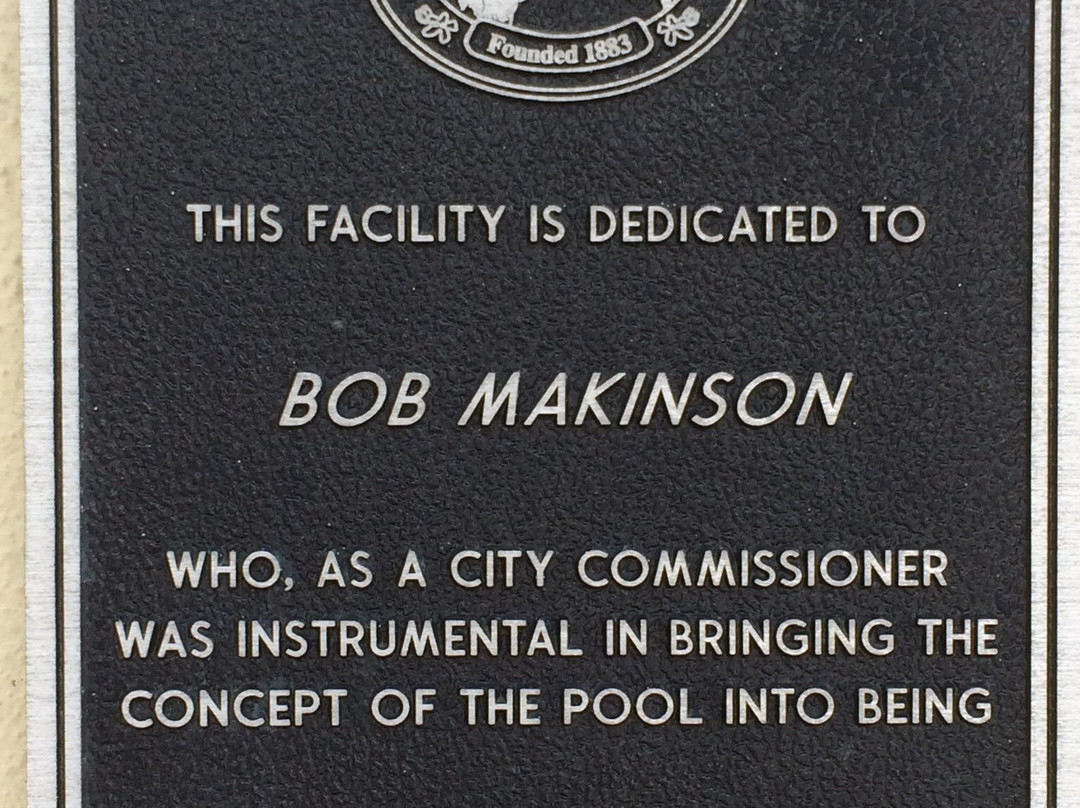 Founded 1883
THIS FACILITY IS DEDICATED TO
BOB MAKINSON
WHO, AS A CITY COMMISSIONER
WAS INSTRUMENTAL IN BRINGING THE
CONCEPT OF THE POOL INTO BEING